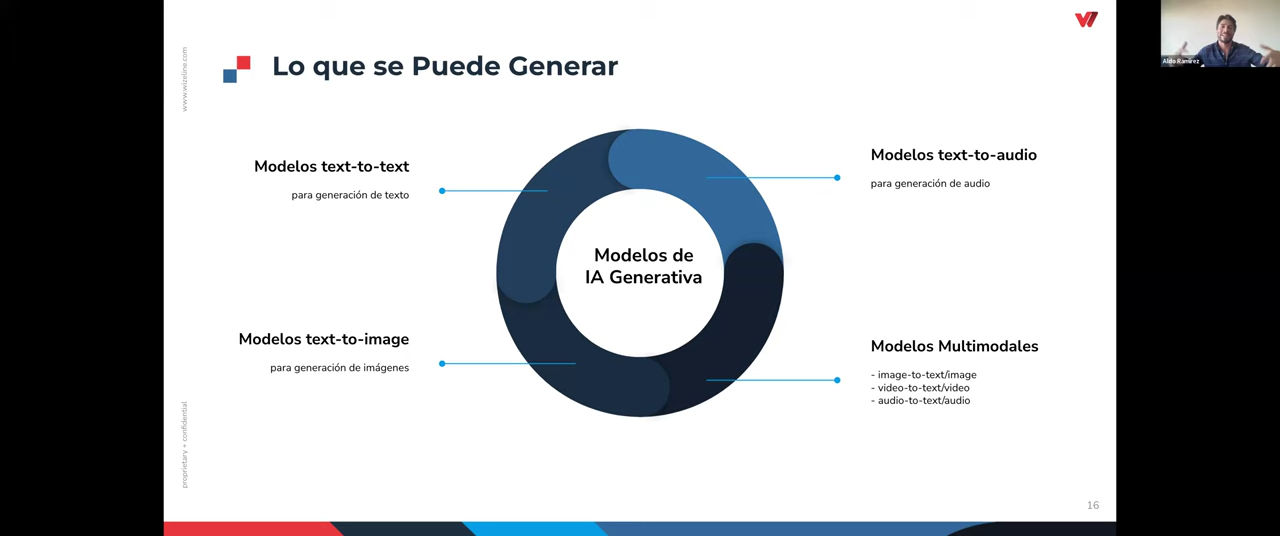 www.wizeline.com
Lo que se Puede Generar
Aldo Ramirez
Modelos text-to-text
para generación de texto
Modelos text-to-audio
para generación de audio
Modelos de
IA Generativa
Modelos text-to-image
para generación de imágenes
Modelos Multimodales
- image-to-text/image
- video-to-text/video
- audio-to-text/audio
proprietary + confidential
16